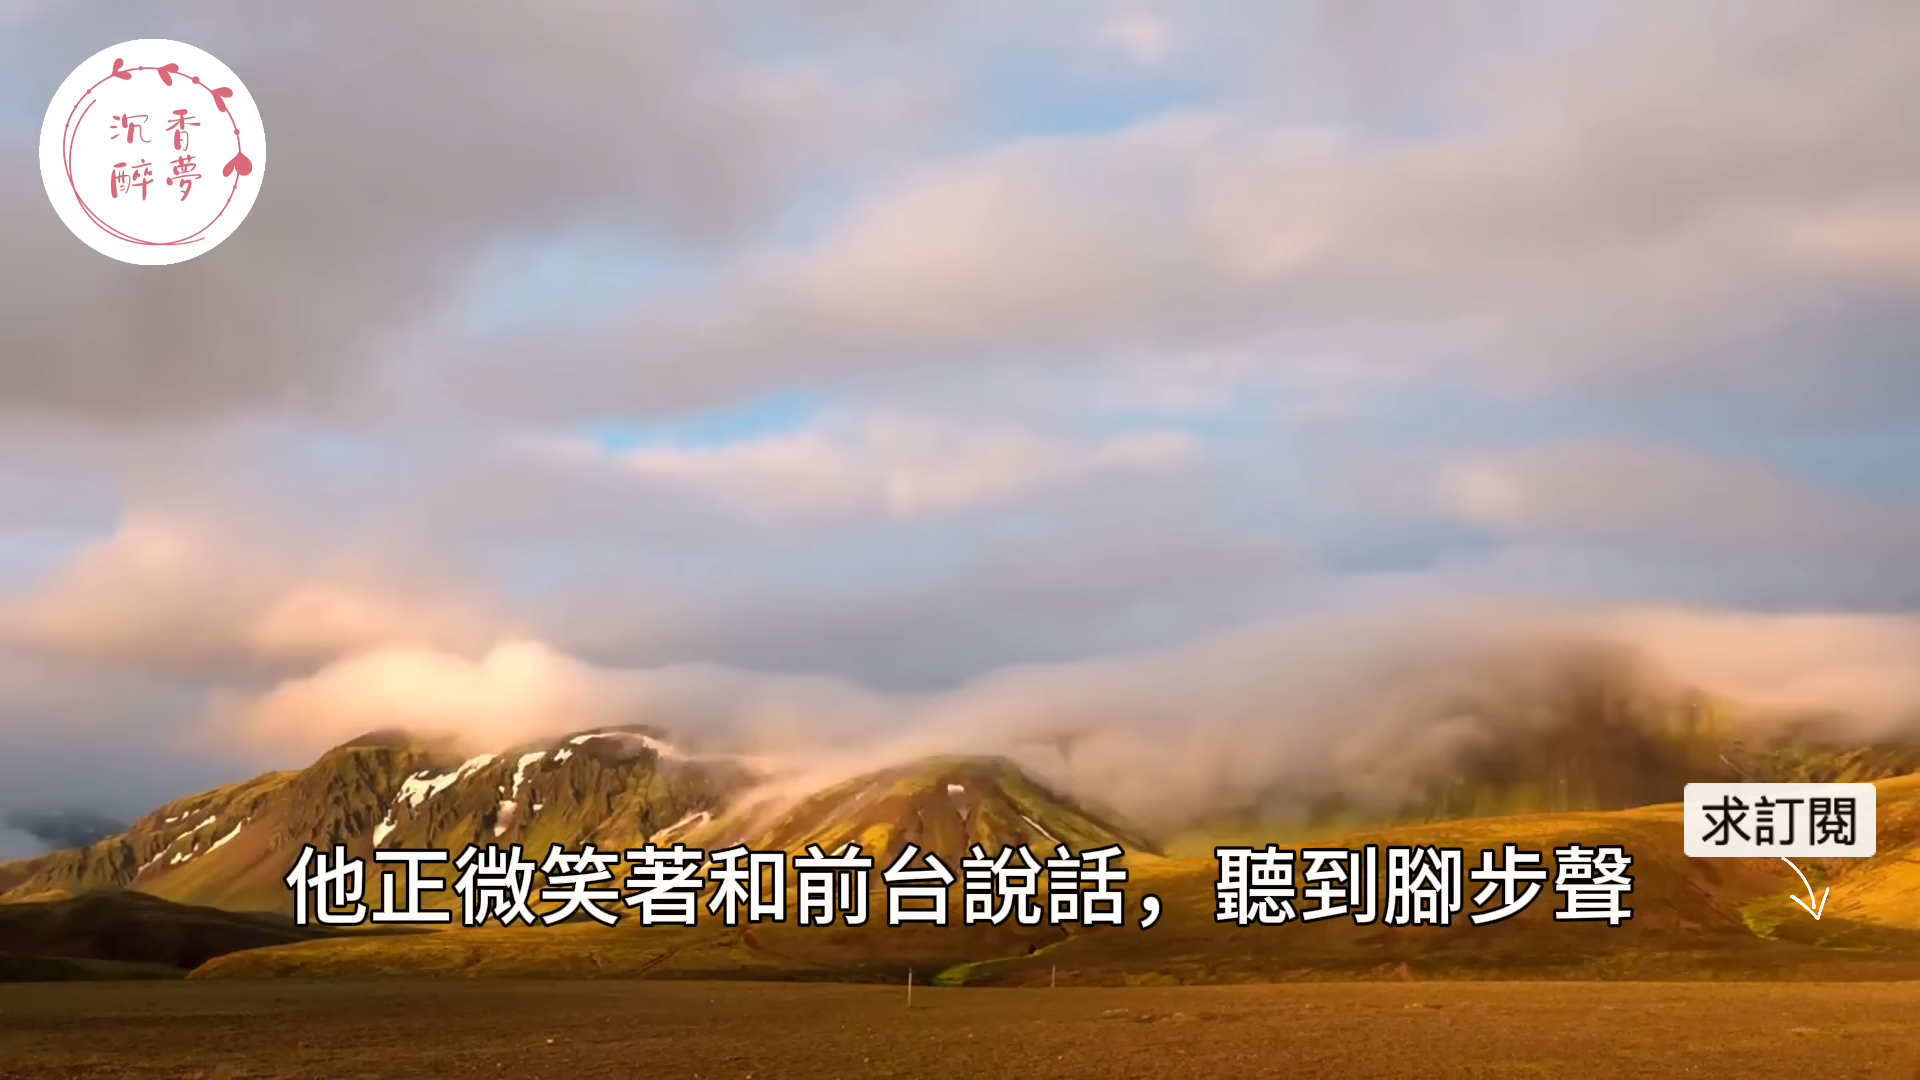 沉香
醉夢
求訂閱
他正微笑著和前台說話，聽到腳步聲